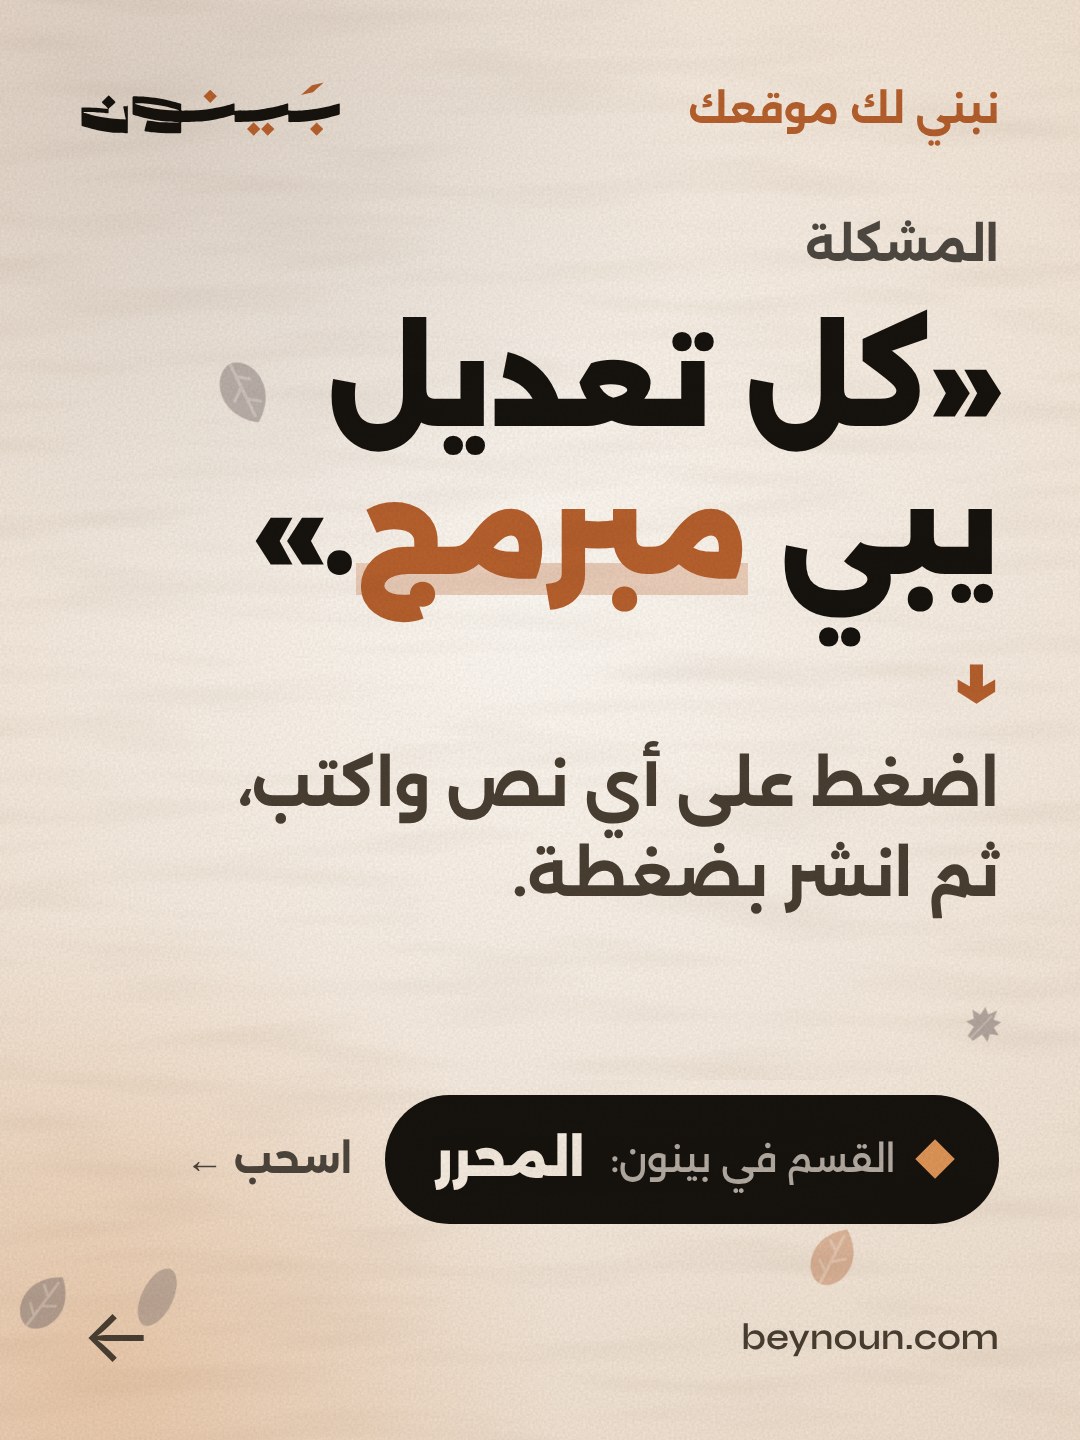 نبني لك موقعك
بَينون
المشكلة
«كل تعديل
يبي مبرمج.»
اضغط على أي نص واكتب،
ثم انشر بضغطة.
القسم في بينون: المحرر
اسحب ←
beynoun.com